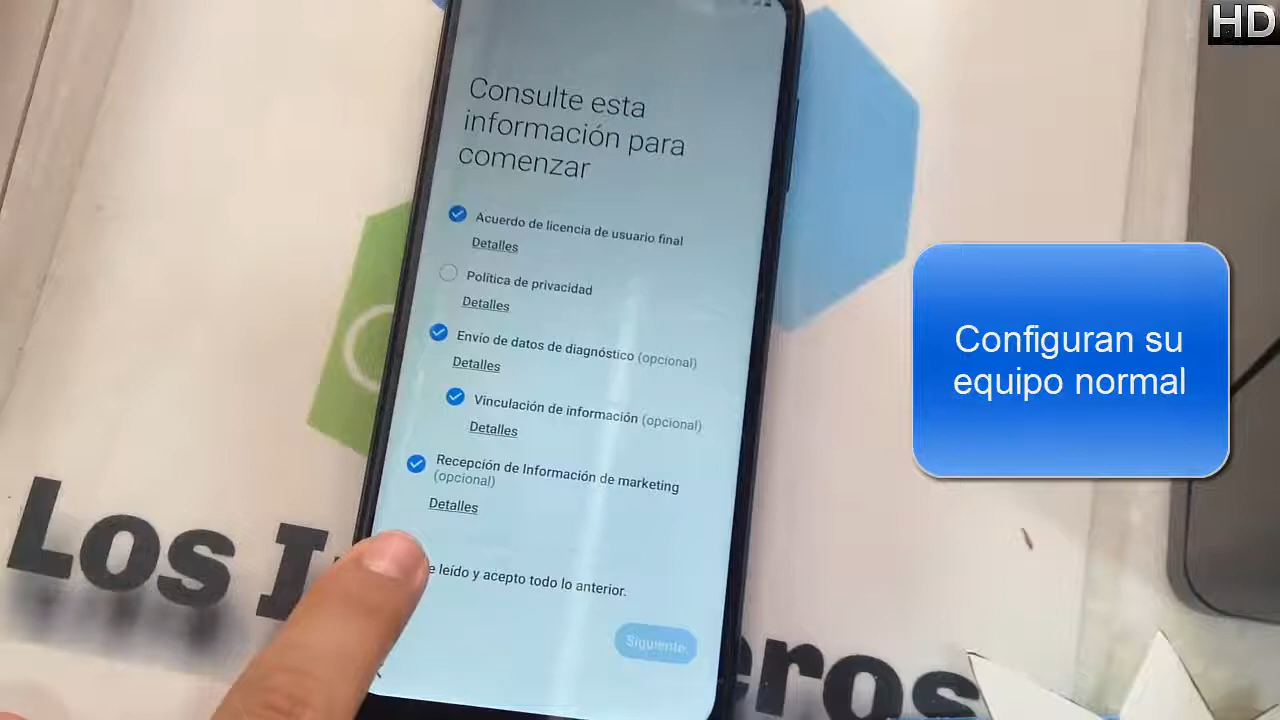 HD
Consulte esta
información para
comenzar
Acuerdo de licencia de usuario final
Detalles
Política de privacidad
Detalles
Envío de datos de diagnóstico (opcional)
Detalles
Vinculación de información (opcional)
Detalles
Recepción de Información de marketing
(opcional)
Detalles
e leído y acepto todo lo anterior.
Siguiente
Configuran su
equipo normal
Los I
eros